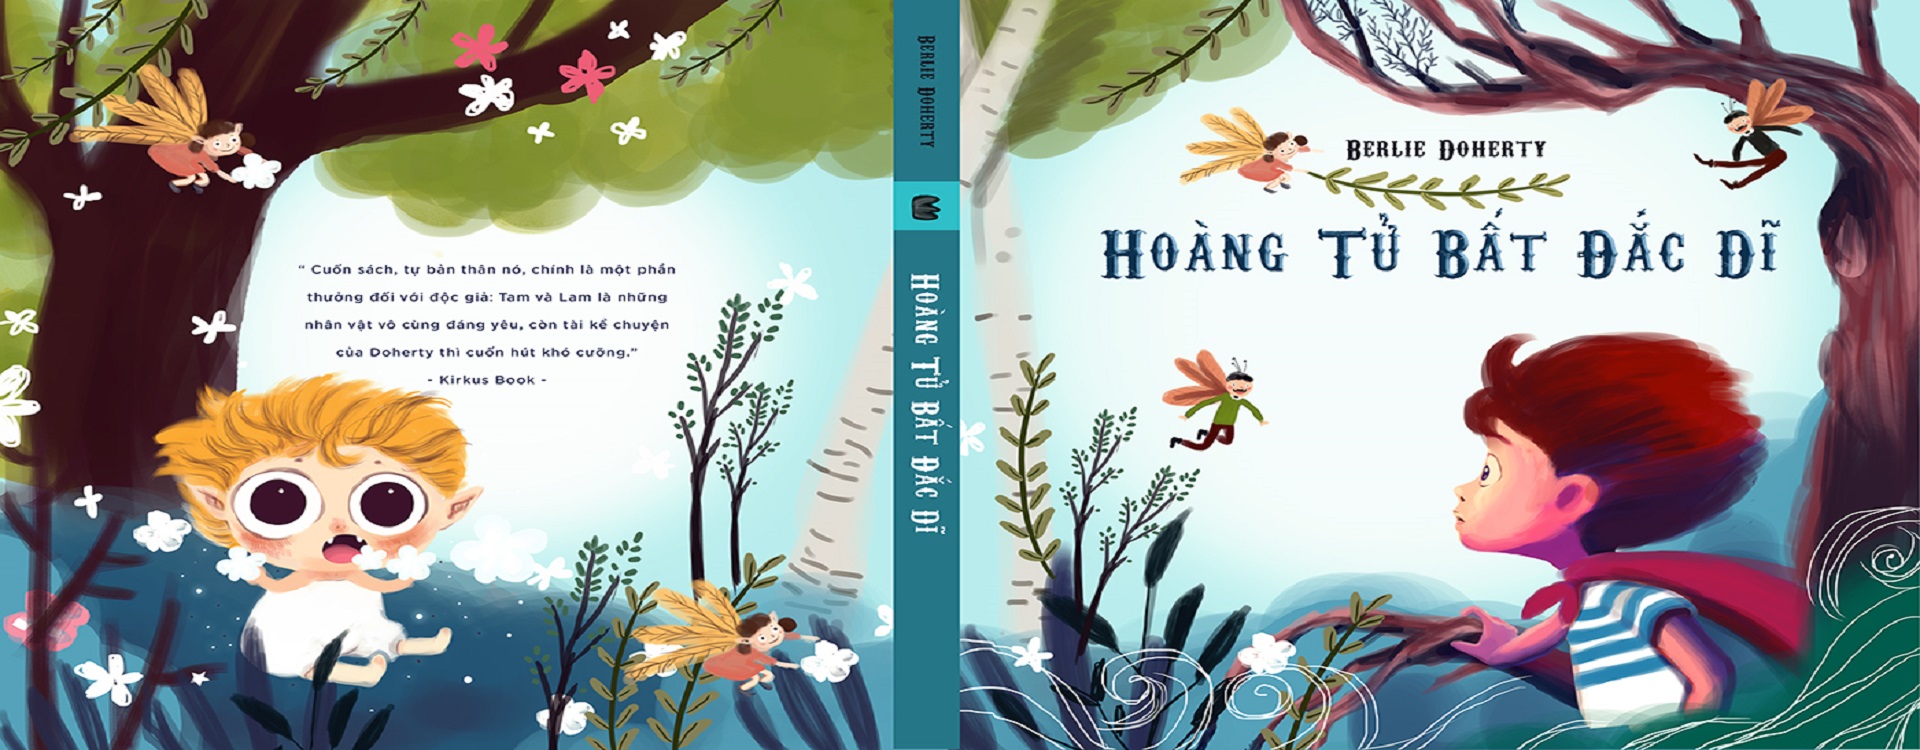 “ Cuốn sách, tự bản thân nó, chính là một phần
thưởng đối với độc giả: Tam và Lam là những
nhân vật vô cùng đáng yêu, còn tài kể chuyện
của Doherty thì cuốn hút khó cưỡng.”
- Kirkus Book -
BERLIE DOHERTY
HOÀNG TỬ BẤT ĐẮC DĨ
BERLIE DOHERTY
HOÀNG TỬ BẤT ĐẮC DĨ